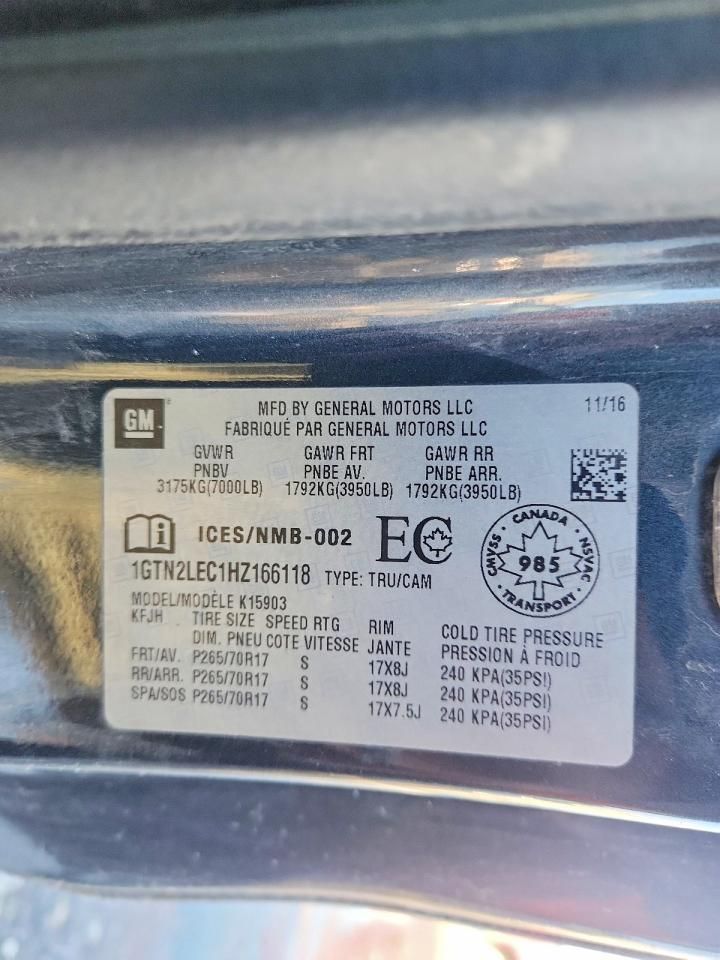 GM
MFD BY GENERAL MOTORS LLC 11/16
FABRIQUÉ PAR GENERAL MOTORS LLC
GVWR GAWR FRT GAWR RR
PNBV PNBE AV. PNBE ARR.
3175KG(7000LB) 1792KG(3950LB) 1792KG(3950LB)
ICES/NMB-002 EC
CANADA
CMVSS 985 NSVAC
TRANSPORT
1GTN2LEC1HZ166118 TYPE: TRU/CAM
MODEL/MODÈLE K15903
KFJH TIRE SIZE SPEED RTG RIM COLD TIRE PRESSURE
DIM. PNEU COTE VITESSE JANTE PRESSION À FROID
FRT/AV. P265/70R17 S 17X8J 240 KPA(35PSI)
RR/ARR. P265/70R17 S 17X8J 240 KPA(35PSI)
SPA/SOS P265/70R17 S 17X7.5J 240 KPA(35PSI)